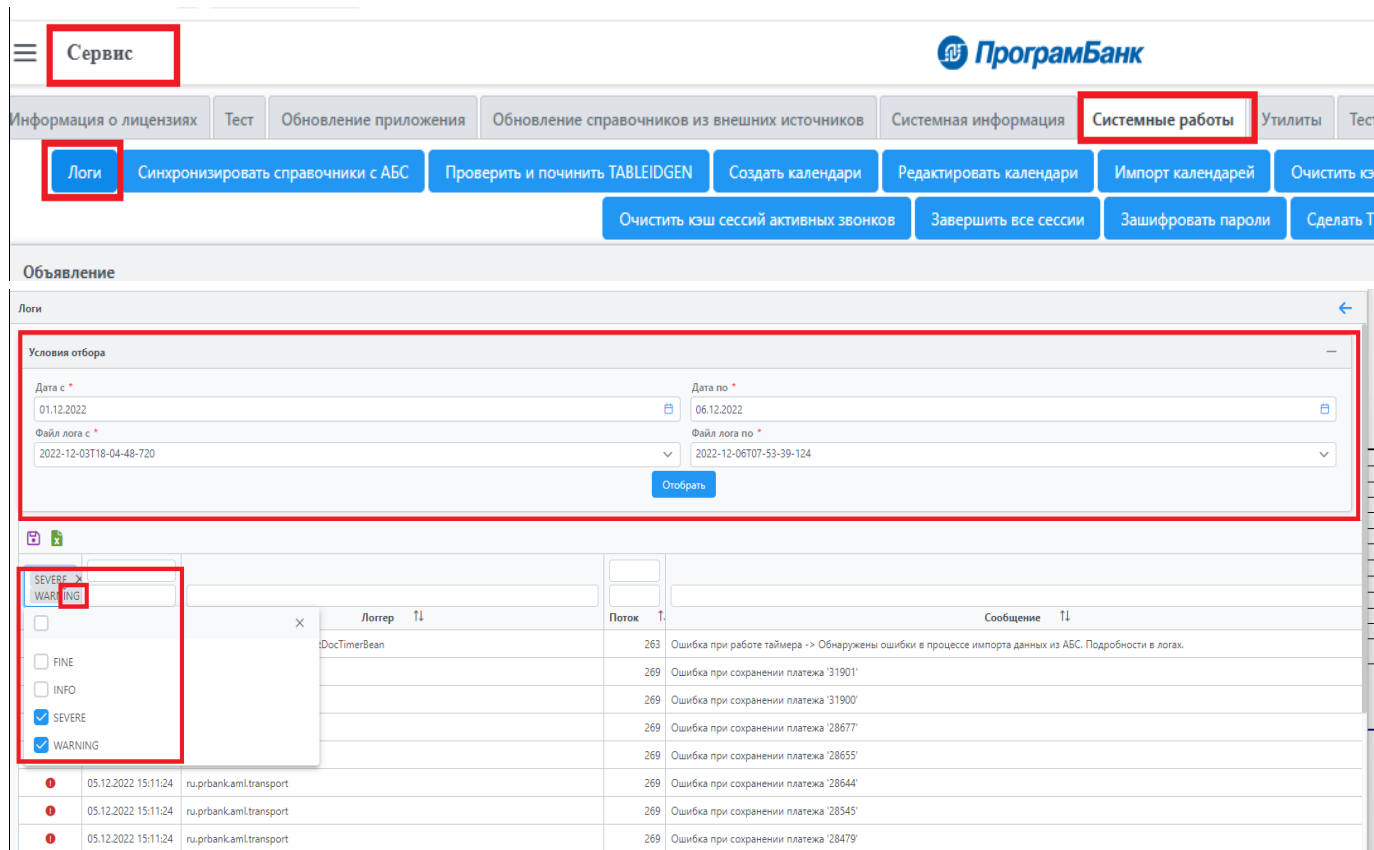 Сервис
ПрограмБанк
Информация о лицензиях Тест Обновление приложения Обновление справочников из внешних источников Системная информация Системные работы Утилиты Тес
Логи Синхронизировать справочники с АБС Проверить и починить TABLEIDGEN Создать календари Редактировать календари Импорт календарей Очистить кэ
Очистить кэш сессий активных звонков Завершить все сессии Зашифровать пароли Сделать Т
Объявление
Логи
Условия отбора
Дата с * Дата по *
01.12.2022 06.12.2022
Файл лога с * Файл лога по *
2022-12-03T18-04-48-720 2022-12-06T07-53-39-124
Отобрать
SEVERE
WARNING
Логгер Поток Сообщение
tDocTimerBean 263 Ошибка при работе таймера -> Обнаружены ошибки в процессе импорта данных из АБС. Подробности в логах.
FINE
269 Ошибка при сохранении платежа '31901'
INFO
269 Ошибка при сохранении платежа '31900'
SEVERE
269 Ошибка при сохранении платежа '28677'
WARNING
269 Ошибка при сохранении платежа '28655'
05.12.2022 15:11:24 ru.prbank.aml.transport 269 Ошибка при сохранении платежа '28644'
05.12.2022 15:11:24 ru.prbank.aml.transport 269 Ошибка при сохранении платежа '28545'
05.12.2022 15:11:24 ru.prbank.aml.transport 269 Ошибка при сохранении платежа '28479'